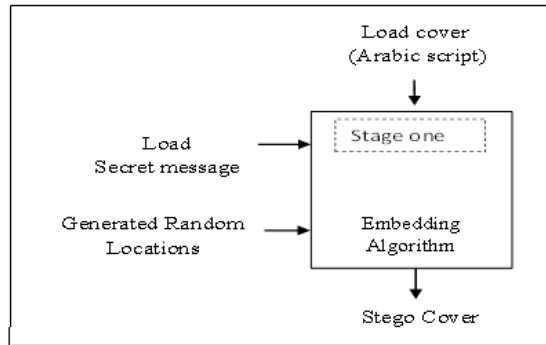 Load cover
(Arabic script)
Stage one
Load
Secret message
Generated Random
Locations
Embedding
Algorithm
Stego Cover